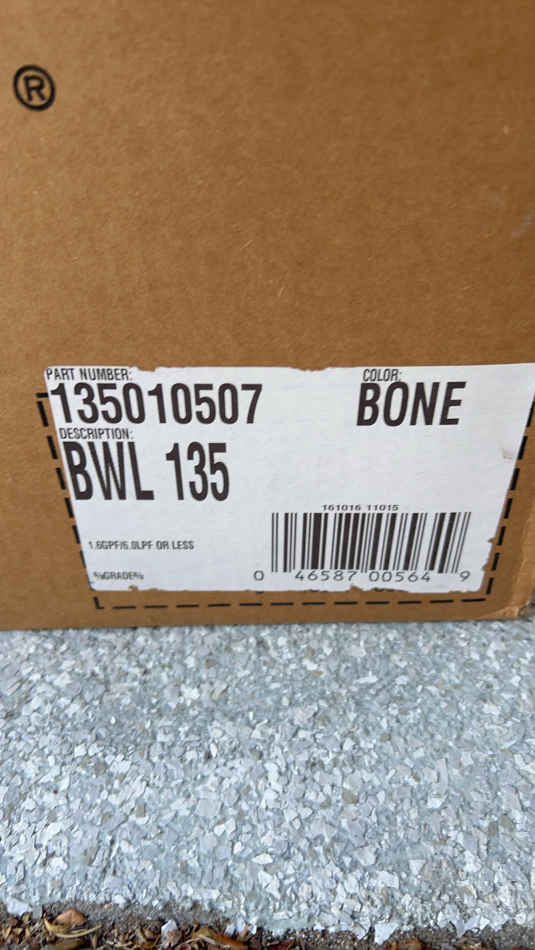 ®
PART NUMBER: COLOR:
135010507 BONE
DESCRIPTION:
BWL 135
161016 11015
1.6GPF/6.0LPF OR LESS
%GRADE%
0 46587 00564 9